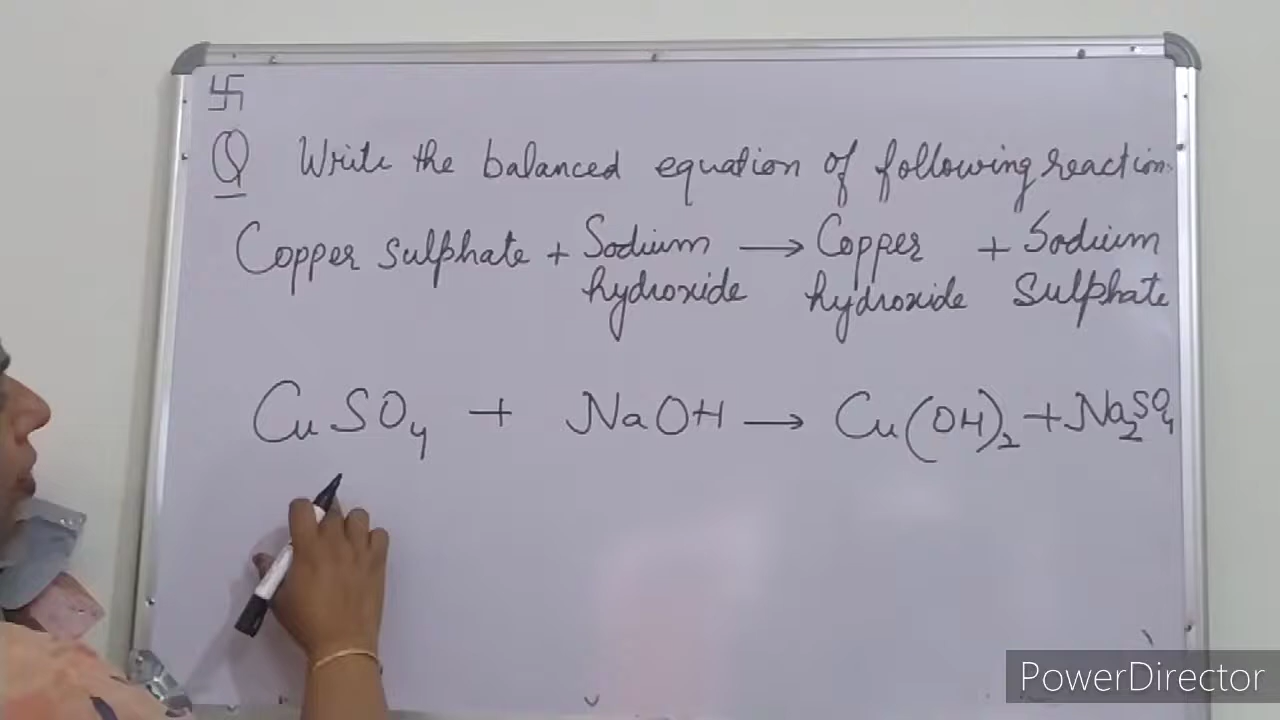 卐
Q Write the balanced equation of following reaction:
Copper sulphate + Sodium hydroxide → Copper hydroxide + Sodium Sulphate
CuSO₄ + NaOH → Cu(OH)₂ + Na₂SO₄
PowerDirector